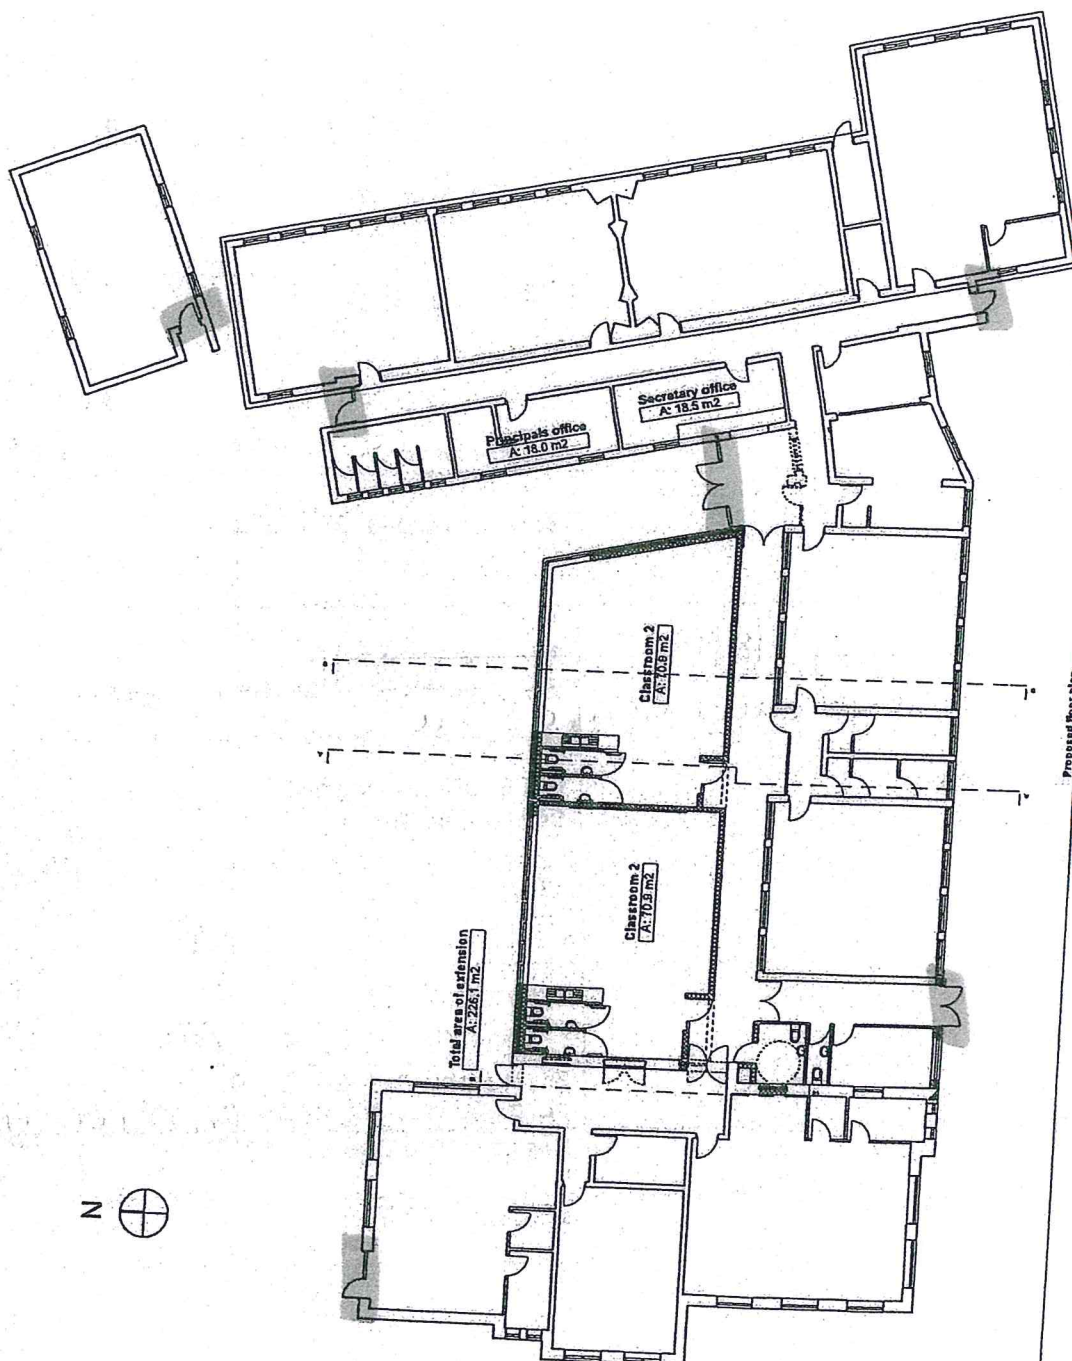 Principals office
A: 18.0 m2
Secretary office
A: 18.5 m2
Classroom 2
A: 70.9 m2
Classroom 2
A: 70.9 m2
Total area of extension
A: 226.1 m2
N
Proposed floor plan